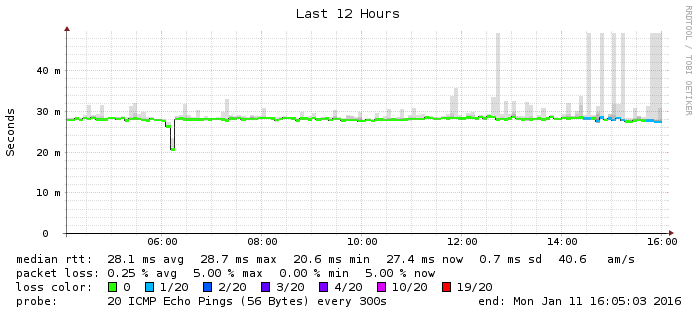 Last 12 Hours
RRDTOOL / TOBI OETIKER
Seconds
40 m
30 m
20 m
10 m
0
06:00 08:00 10:00 12:00 14:00 16:00
median rtt: 28.1 ms avg 28.7 ms max 20.6 ms min 27.4 ms now 0.7 ms sd 40.6 am/s
packet loss: 0.25 % avg 5.00 % max 0.00 % min 5.00 % now
loss color: 0 1/20 2/20 3/20 4/20 10/20 19/20
probe: 20 ICMP Echo Pings (56 Bytes) every 300s end: Mon Jan 11 16:05:03 2016